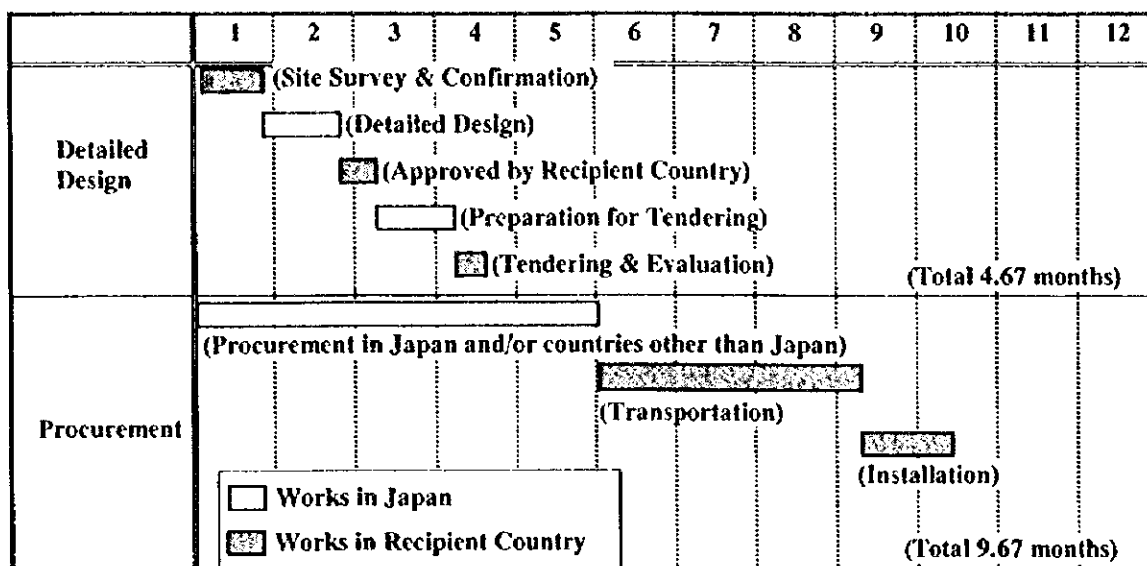 1 2 3 4 5 6 7 8 9 10 11 12
(Site Survey & Confirmation)
(Detailed Design)
Detailed
Design
(Approved by Recipient Country)
(Preparation for Tendering)
(Tendering & Evaluation)
(Total 4.67 months)
(Procurement in Japan and/or countries other than Japan)
(Transportation)
Procurement
(Installation)
Works in Japan
Works in Recipient Country
(Total 9.67 months)